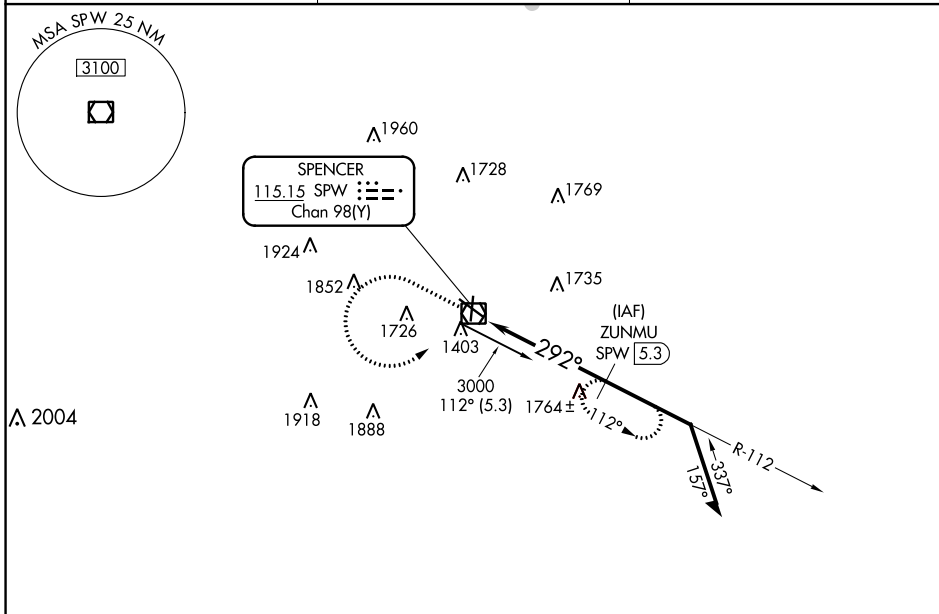 MSA SPW 25 NM
3100
1960
1728
SPENCER
115.15 SPW
Chan 98(Y)
1769
1924
1852
1735
1726
1403
(IAF)
ZUNMU
SPW 5.3
292°
3000
112° (5.3)
1764±
112°
2004
1918
1888
R-112
337°
157°